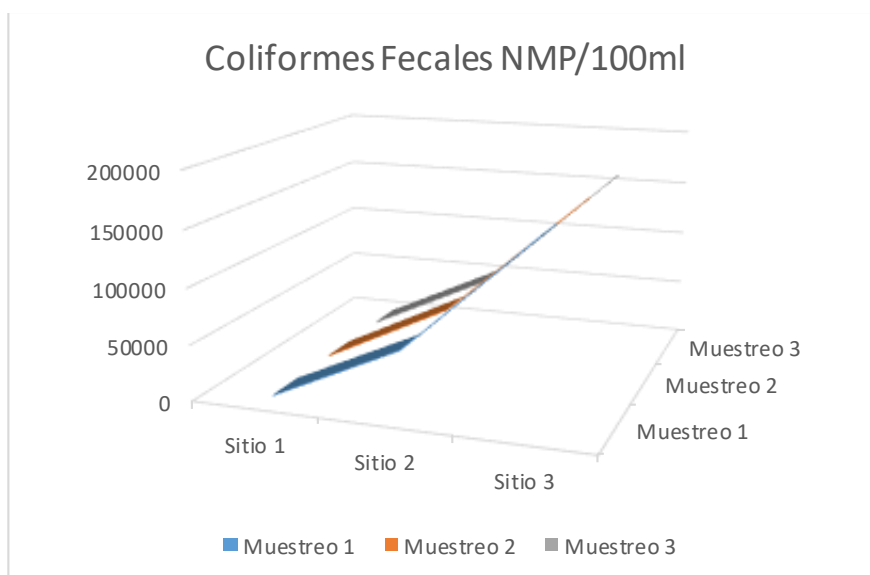 Coliformes Fecales NMP/100ml
200000
150000
100000
50000
0
Sitio 1
Sitio 2
Sitio 3
Muestreo 3
Muestreo 2
Muestreo 1
Muestreo 1 Muestreo 2 Muestreo 3